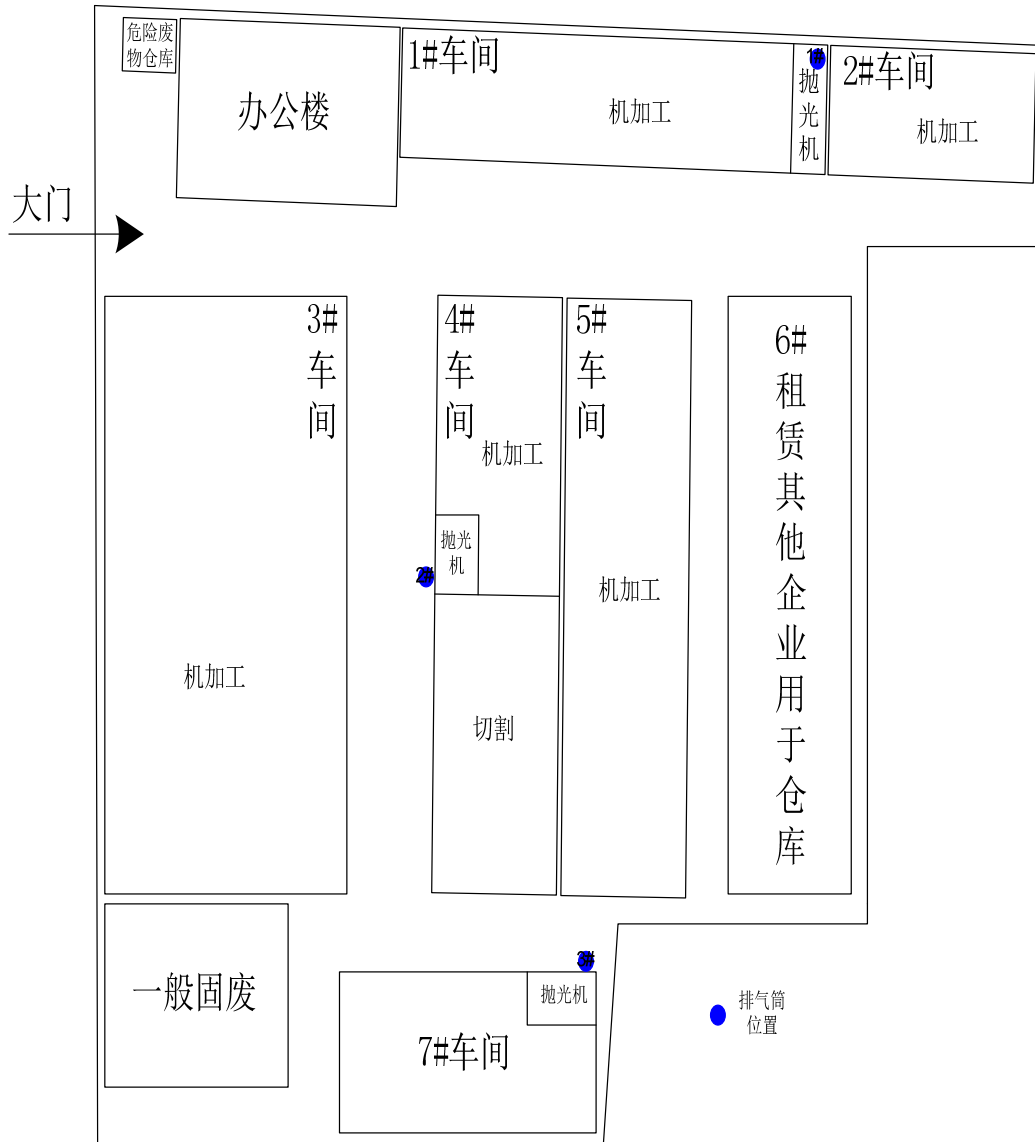 危险废
物仓库
办公楼
1#车间
机加工
1#
抛
光
机
2#车间
机加工
大门
3#
车
间
机加工
4#
车
间
机加工
抛光
机
2#
切割
5#
车
间
机加工
6#
租
赁
其
他
企
业
用
于
仓
库
一般固废
3#
抛光机
7#车间
排气筒
位置